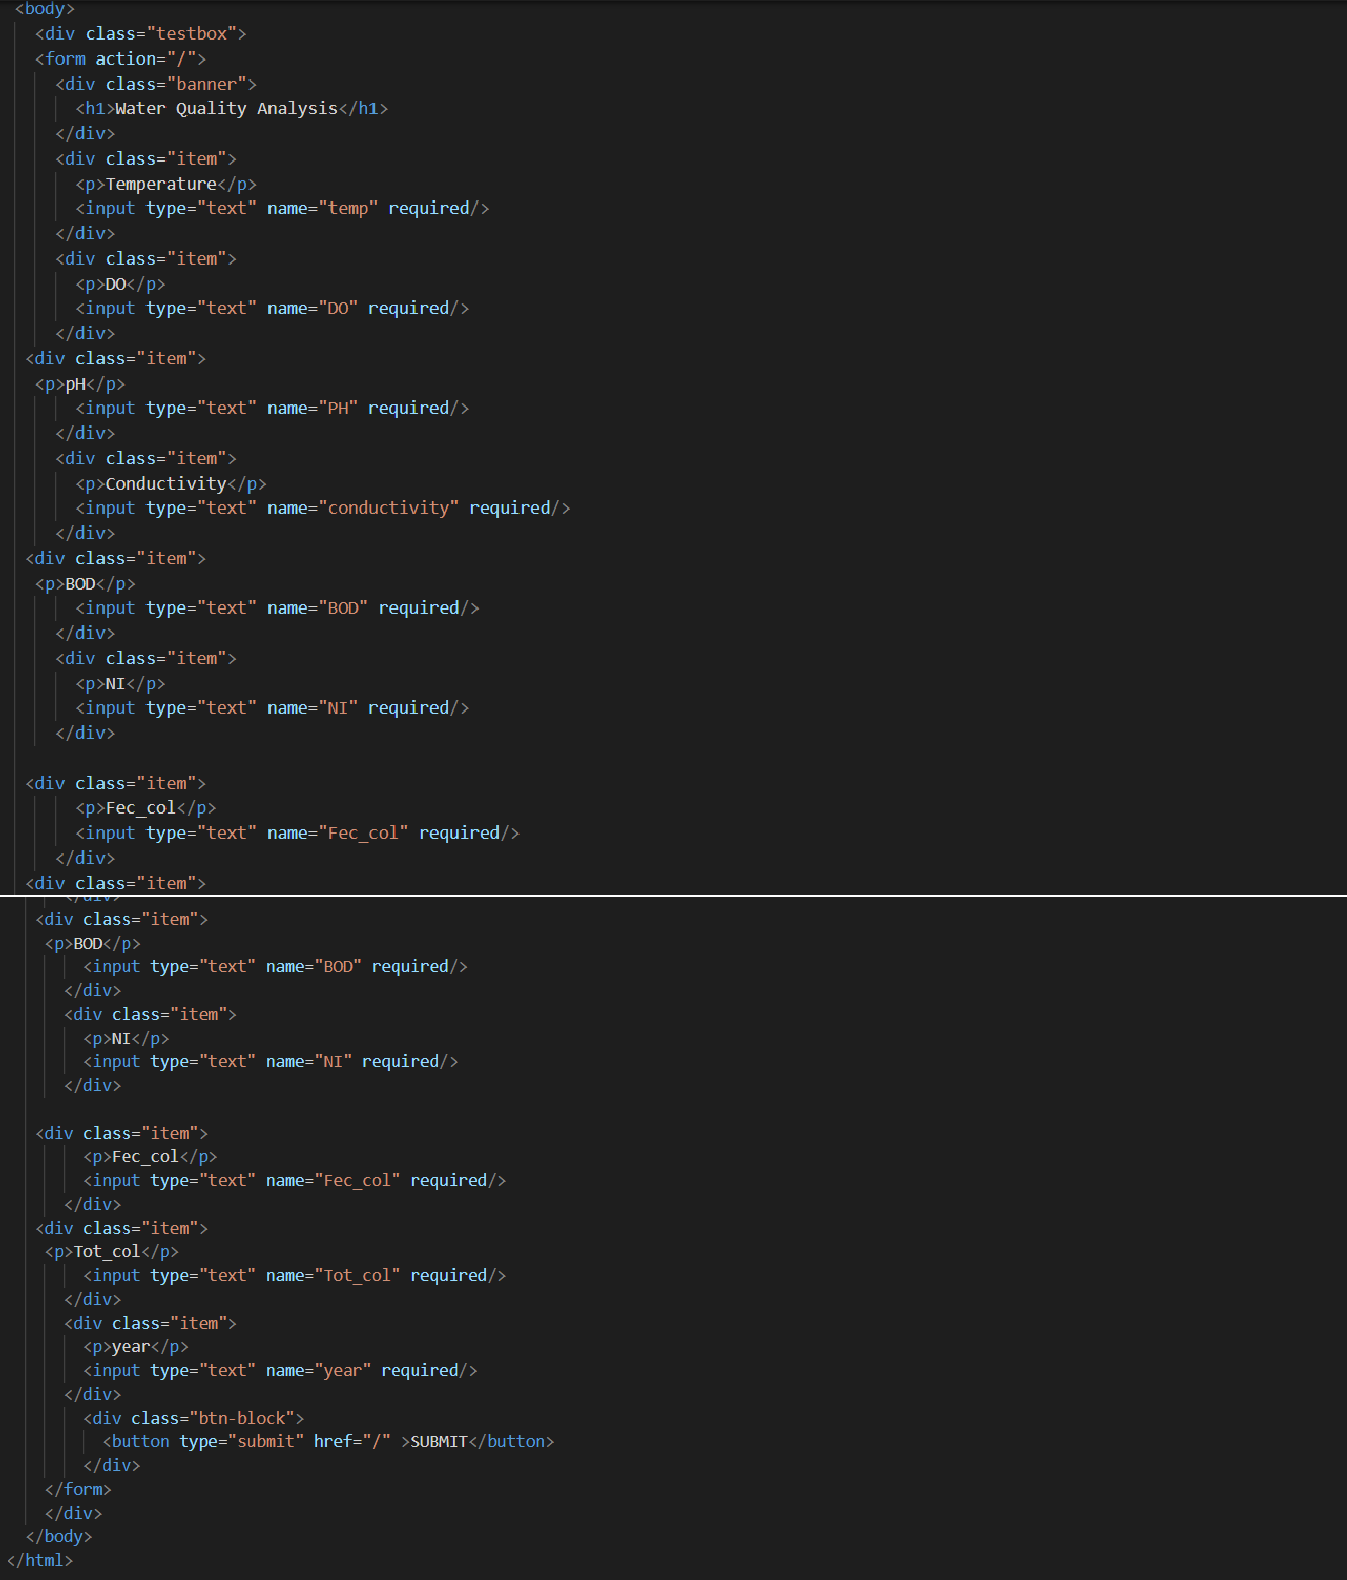 <body>
<div class="testbox">
<form action="/">
<div class="banner">
<h1>Water Quality Analysis</h1>
</div>
<div class="item">
<p>Temperature</p>
<input type="text" name="temp" required/>
</div>
<div class="item">
<p>DO</p>
<input type="text" name="DO" required/>
</div>
<div class="item">
<p>pH</p>
<input type="text" name="PH" required/>
</div>
<div class="item">
<p>Conductivity</p>
<input type="text" name="conductivity" required/>
</div>
<div class="item">
<p>BOD</p>
<input type="text" name="BOD" required/>
</div>
<div class="item">
<p>NI</p>
<input type="text" name="NI" required/>
</div>
<div class="item">
<p>Fec_col</p>
<input type="text" name="Fec_col" required/>
</div>
<div class="item">
</div>
<div class="item">
<p>BOD</p>
<input type="text" name="BOD" required/>
</div>
<div class="item">
<p>NI</p>
<input type="text" name="NI" required/>
</div>
<div class="item">
<p>Fec_col</p>
<input type="text" name="Fec_col" required/>
</div>
<div class="item">
<p>Tot_col</p>
<input type="text" name="Tot_col" required/>
</div>
<div class="item">
<p>year</p>
<input type="text" name="year" required/>
</div>
<div class="btn-block">
<button type="submit" href="/" >SUBMIT</button>
</div>
</form>
</div>
</body>
</html>